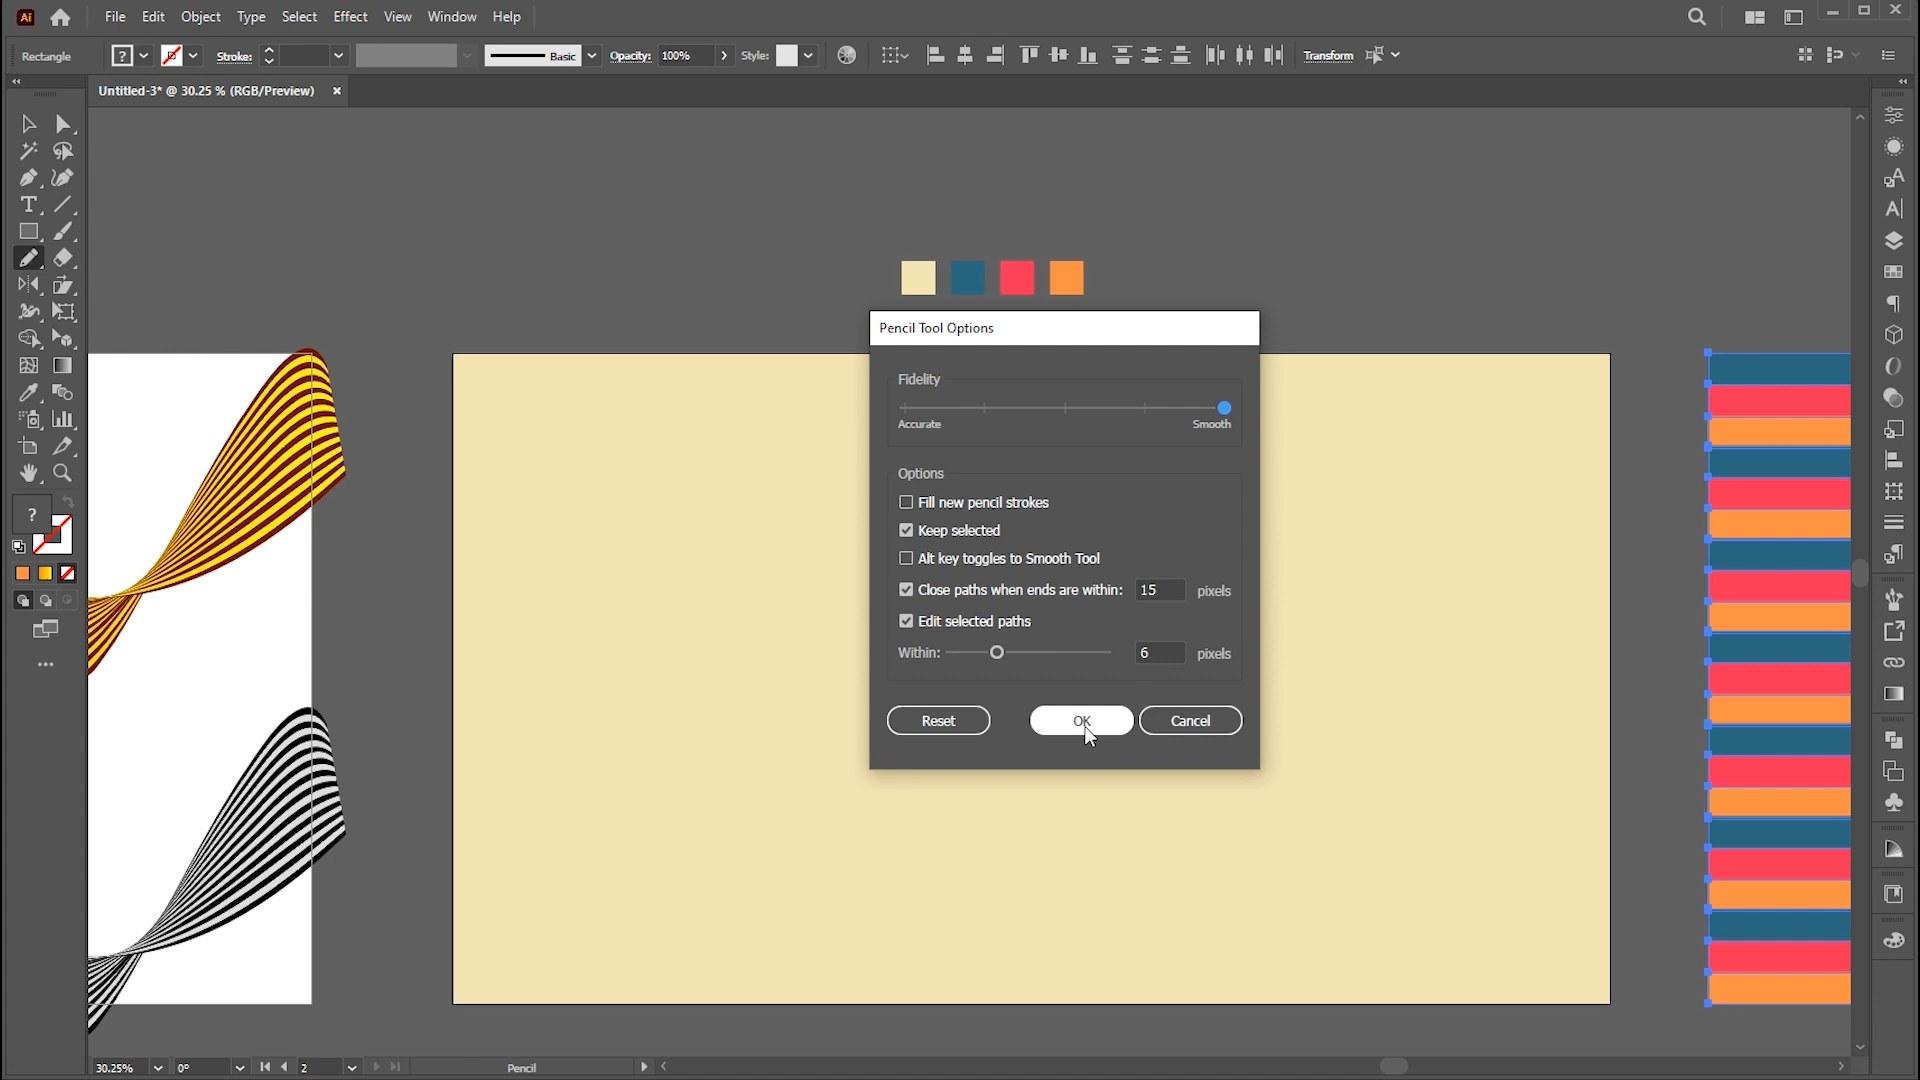 Ai File Edit Object Type Select Effect View Window Help
Rectangle ? Stroke: Basic Opacity: 100% Style: Transform
Untitled-3* @ 30.25 % (RGB/Preview) ×
Pencil Tool Options
Fidelity
Accurate Smooth
Options
Fill new pencil strokes
Keep selected
Alt key toggles to Smooth Tool
Close paths when ends are within: 15 pixels
Edit selected paths
Within: 6 pixels
Reset OK Cancel
?
30.25% 0° 2 Pencil